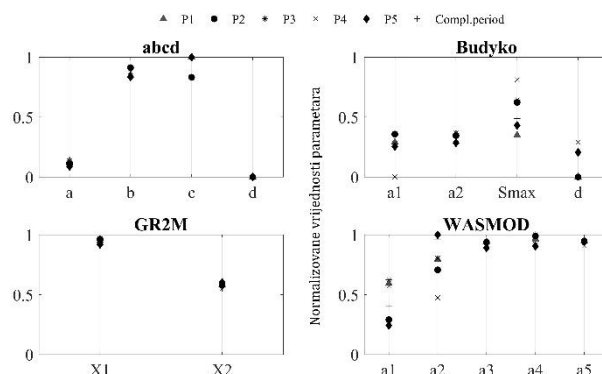 P1 P2 P3 P4 P5 Compl.period
abcd
Budyko
1
0.5
0
a b c d
Normalizovane vrijednosti parametara
1
0.5
0
a1 a2 Smax d
GR2M
WASMOD
1
0.5
0
X1 X2
1
0.5
0
a1 a2 a3 a4 a5